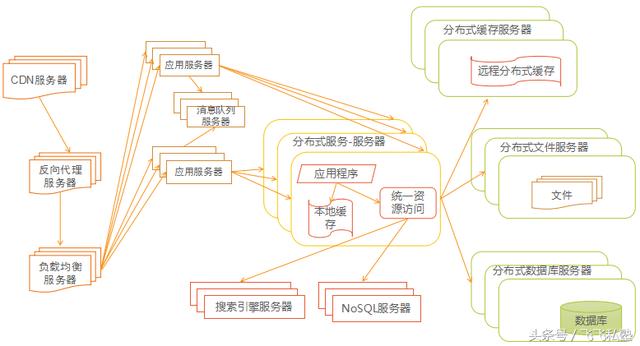 CDN服务器
反向代理
服务器
负载均衡
服务器
应用服务器
消息队列
服务器
应用服务器
分布式服务-服务器
应用程序
本地缓
存
统一资
源访问
搜索引擎服务器
NoSQL服务器
分布式缓存服务器
远程分布式缓存
分布式文件服务器
文件
分布式数据库服务器
数据库
头条号 / 飞飞私塾